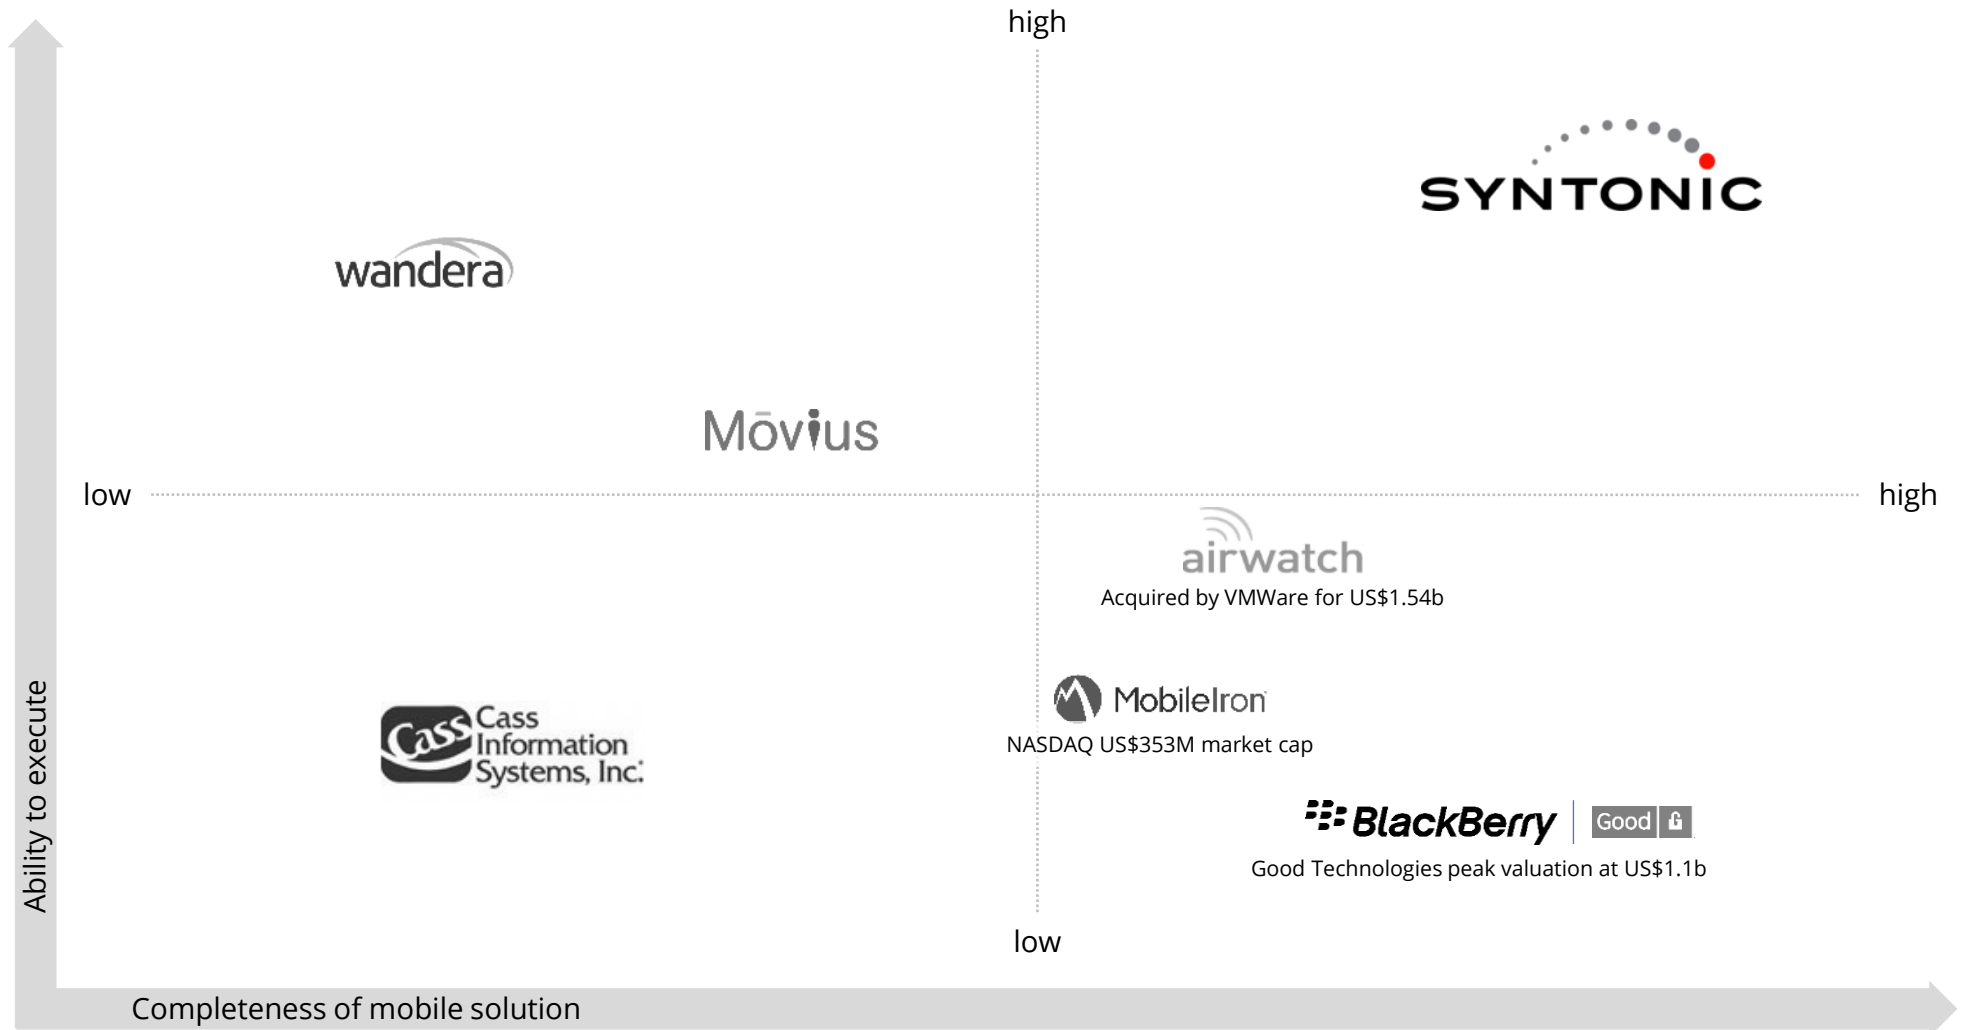 high
SYNTONIC
wandera
Mōvius
low
high
airwatch
Acquired by VMWare for US$1.54b
MobileIron
NASDAQ US$353M market cap
Cass
Cass
Information
Systems, Inc.
BlackBerry
Good
Good Technologies peak valuation at US$1.1b
low
Ability to execute
Completeness of mobile solution